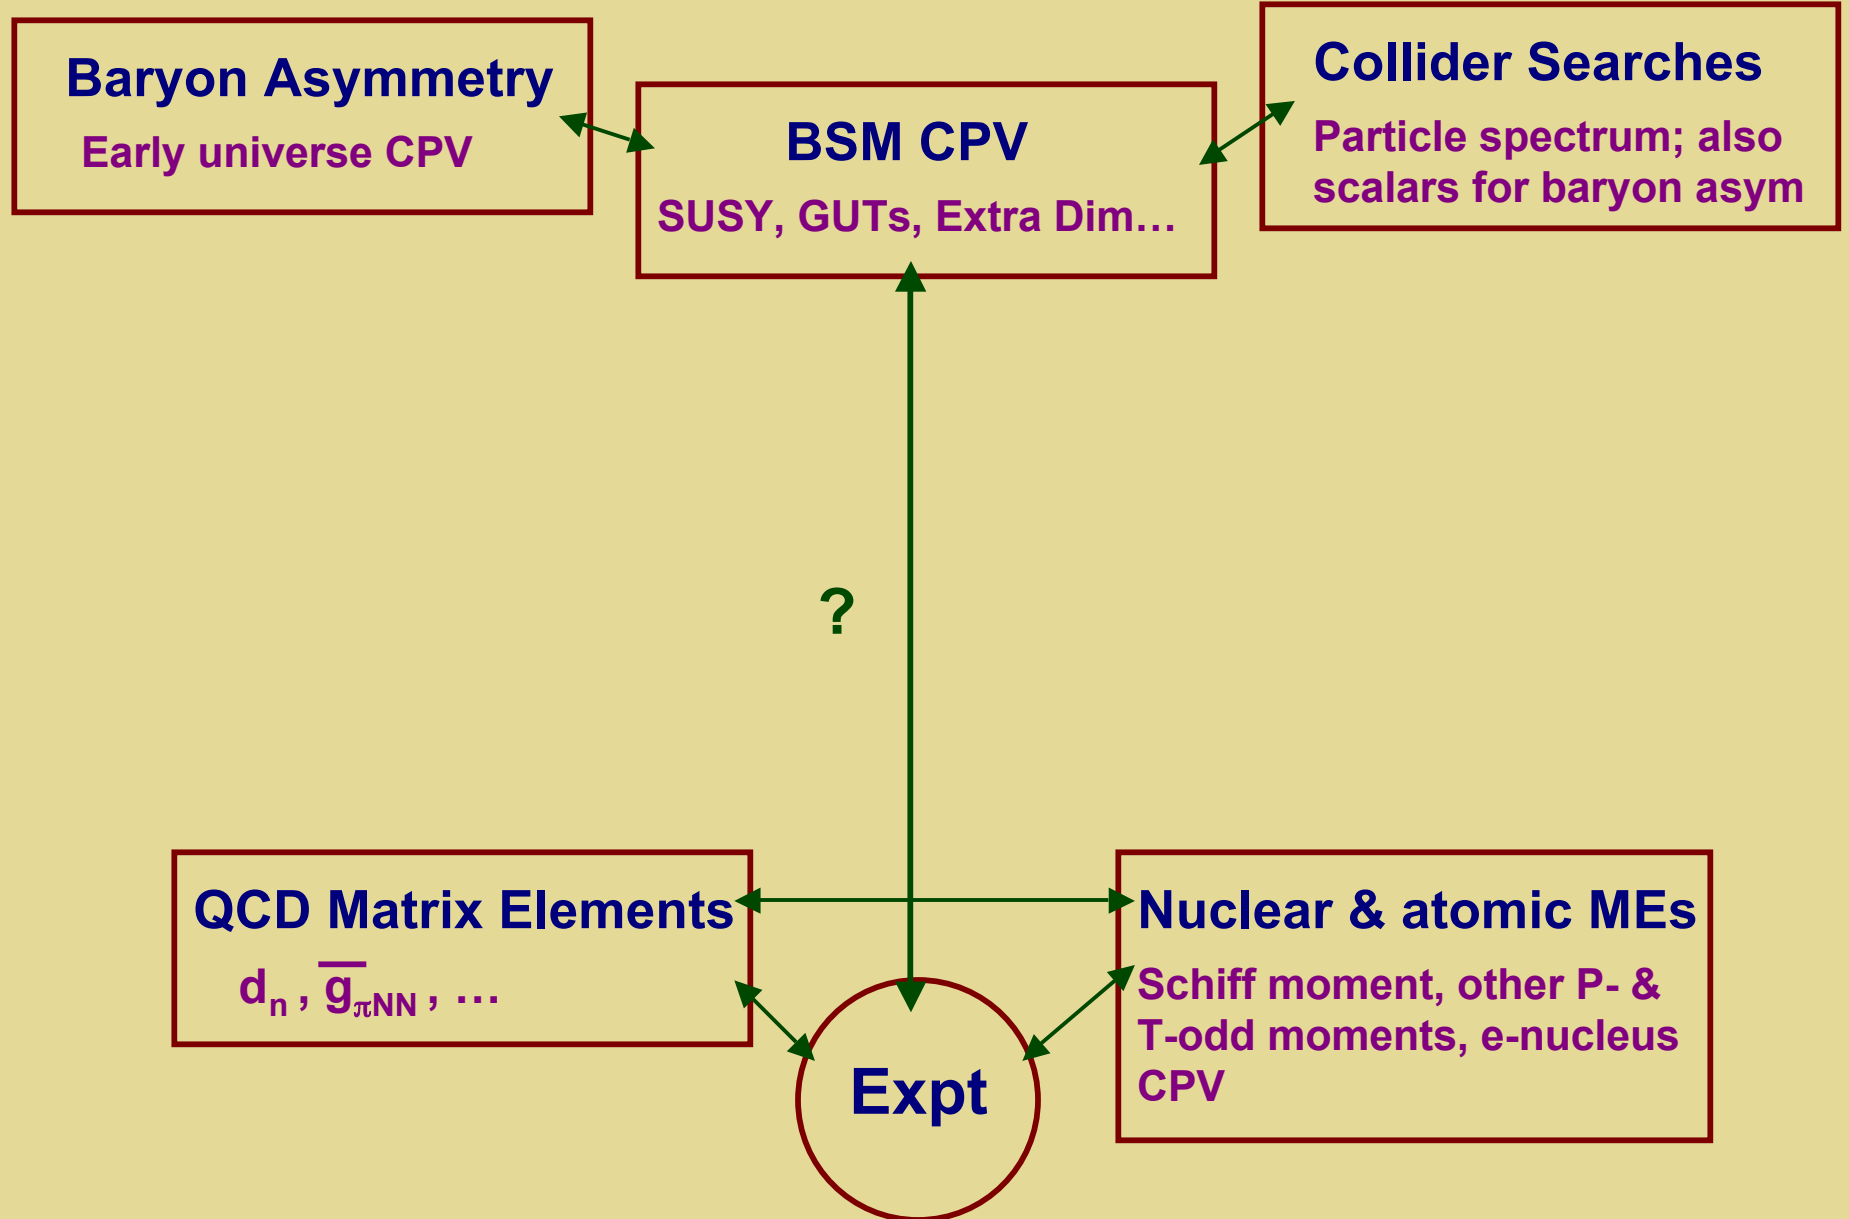 Baryon Asymmetry
Early universe CPV
BSM CPV
SUSY, GUTs, Extra Dim…
Collider Searches
Particle spectrum; also
scalars for baryon asym
?
QCD Matrix Elements
dₙ , g̅πNN , …
Nuclear & atomic MEs
Schiff moment, other P- &
T-odd moments, e-nucleus
CPV
Expt